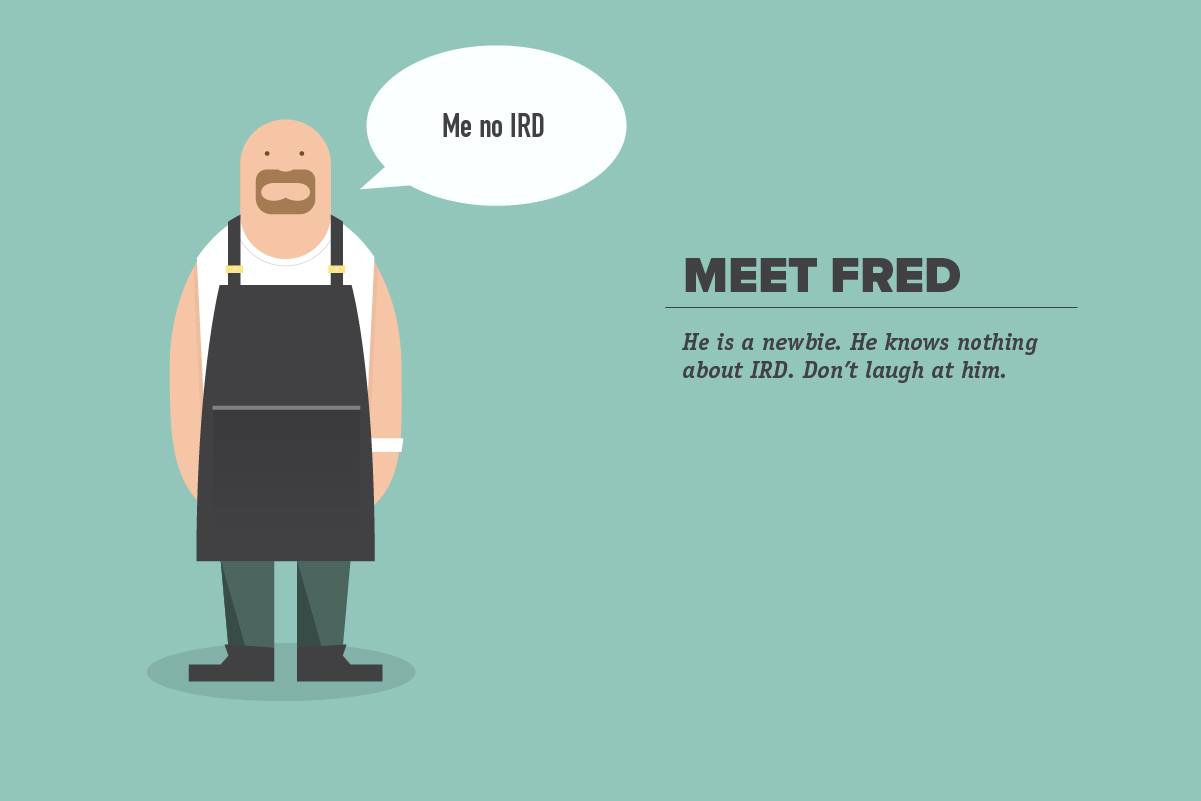 Me no IRD
MEET FRED
He is a newbie. He knows nothing
about IRD. Don’t laugh at him.